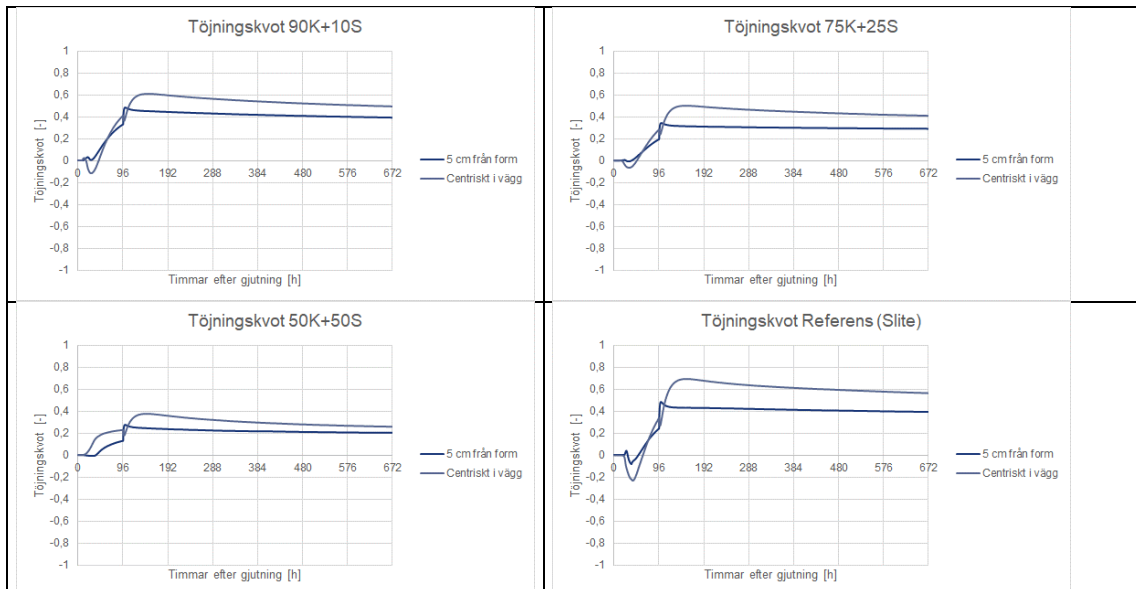 Töjningskvot 90K+10S
1
0,8
0,6
0,4
0,2
0
-0,2
-0,4
-0,6
-0,8
-1
0 96 192 288 384 480 576 672
Töjningskvot [-]
Timmar efter gjutning [h]
5 cm från form
Centriskt i vägg
Töjningskvot 75K+25S
1
0,8
0,6
0,4
0,2
0
-0,2
-0,4
-0,6
-0,8
-1
0 96 192 288 384 480 576 672
Töjningskvot [-]
Timmar efter gjutning [h]
5 cm från form
Centriskt i vägg
Töjningskvot 50K+50S
1
0,8
0,6
0,4
0,2
0
-0,2
-0,4
-0,6
-0,8
-1
0 96 192 288 384 480 576 672
Töjningskvot [-]
Timmar efter gjutning [h]
5 cm från form
Centriskt i vägg
Töjningskvot Referens (Slite)
1
0,8
0,6
0,4
0,2
0
-0,2
-0,4
-0,6
-0,8
-1
0 96 192 288 384 480 576 672
Töjningskvot [-]
Timmar efter gjutning [h]
5 cm från form
Centriskt i vägg